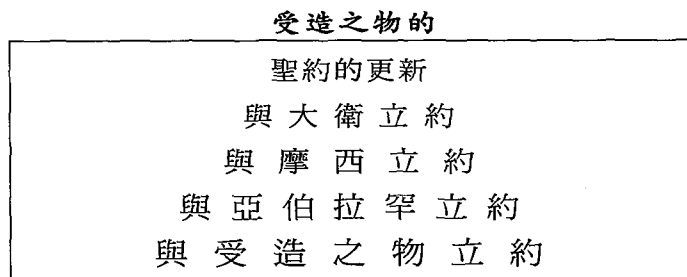 受造之物的
聖約的更新
與大衛立約
與摩西立約
與亞伯拉罕立約
與受造之物立約